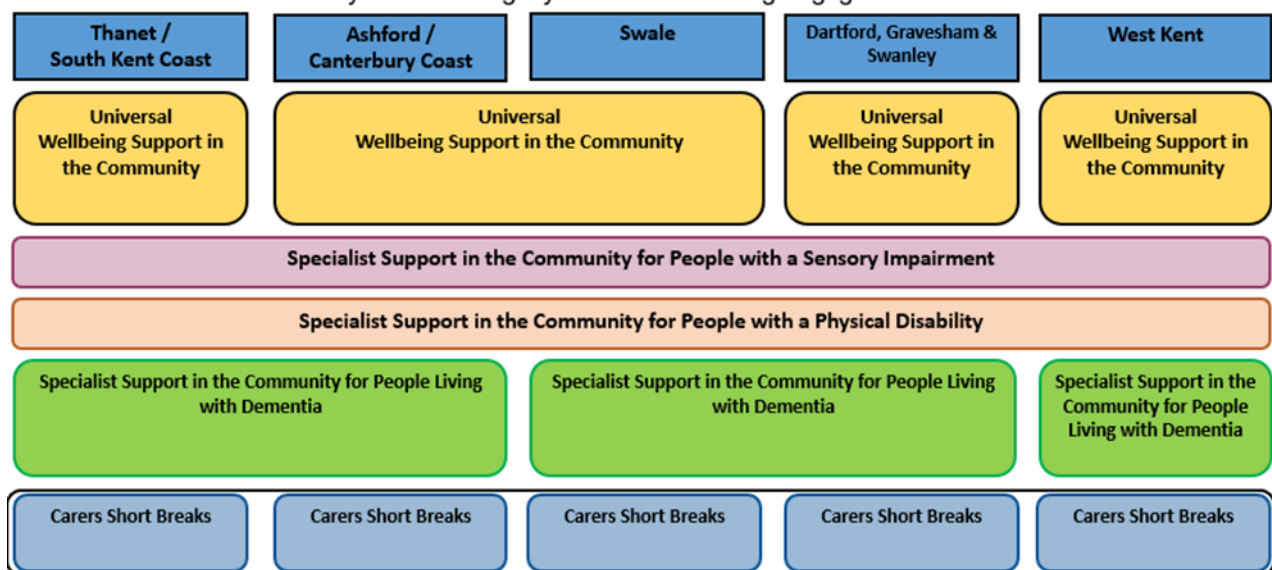 Thanet /
South Kent Coast
Ashford /
Canterbury Coast
Swale
Dartford, Gravesham &
Swanley
West Kent
Universal
Wellbeing Support in
the Community
Universal
Wellbeing Support in the Community
Universal
Wellbeing Support in
the Community
Universal
Wellbeing Support in
the Community
Specialist Support in the Community for People with a Sensory Impairment
Specialist Support in the Community for People with a Physical Disability
Specialist Support in the Community for People Living
with Dementia
Specialist Support in the Community for People Living
with Dementia
Specialist Support in the
Community for People
Living with Dementia
Carers Short Breaks
Carers Short Breaks
Carers Short Breaks
Carers Short Breaks
Carers Short Breaks